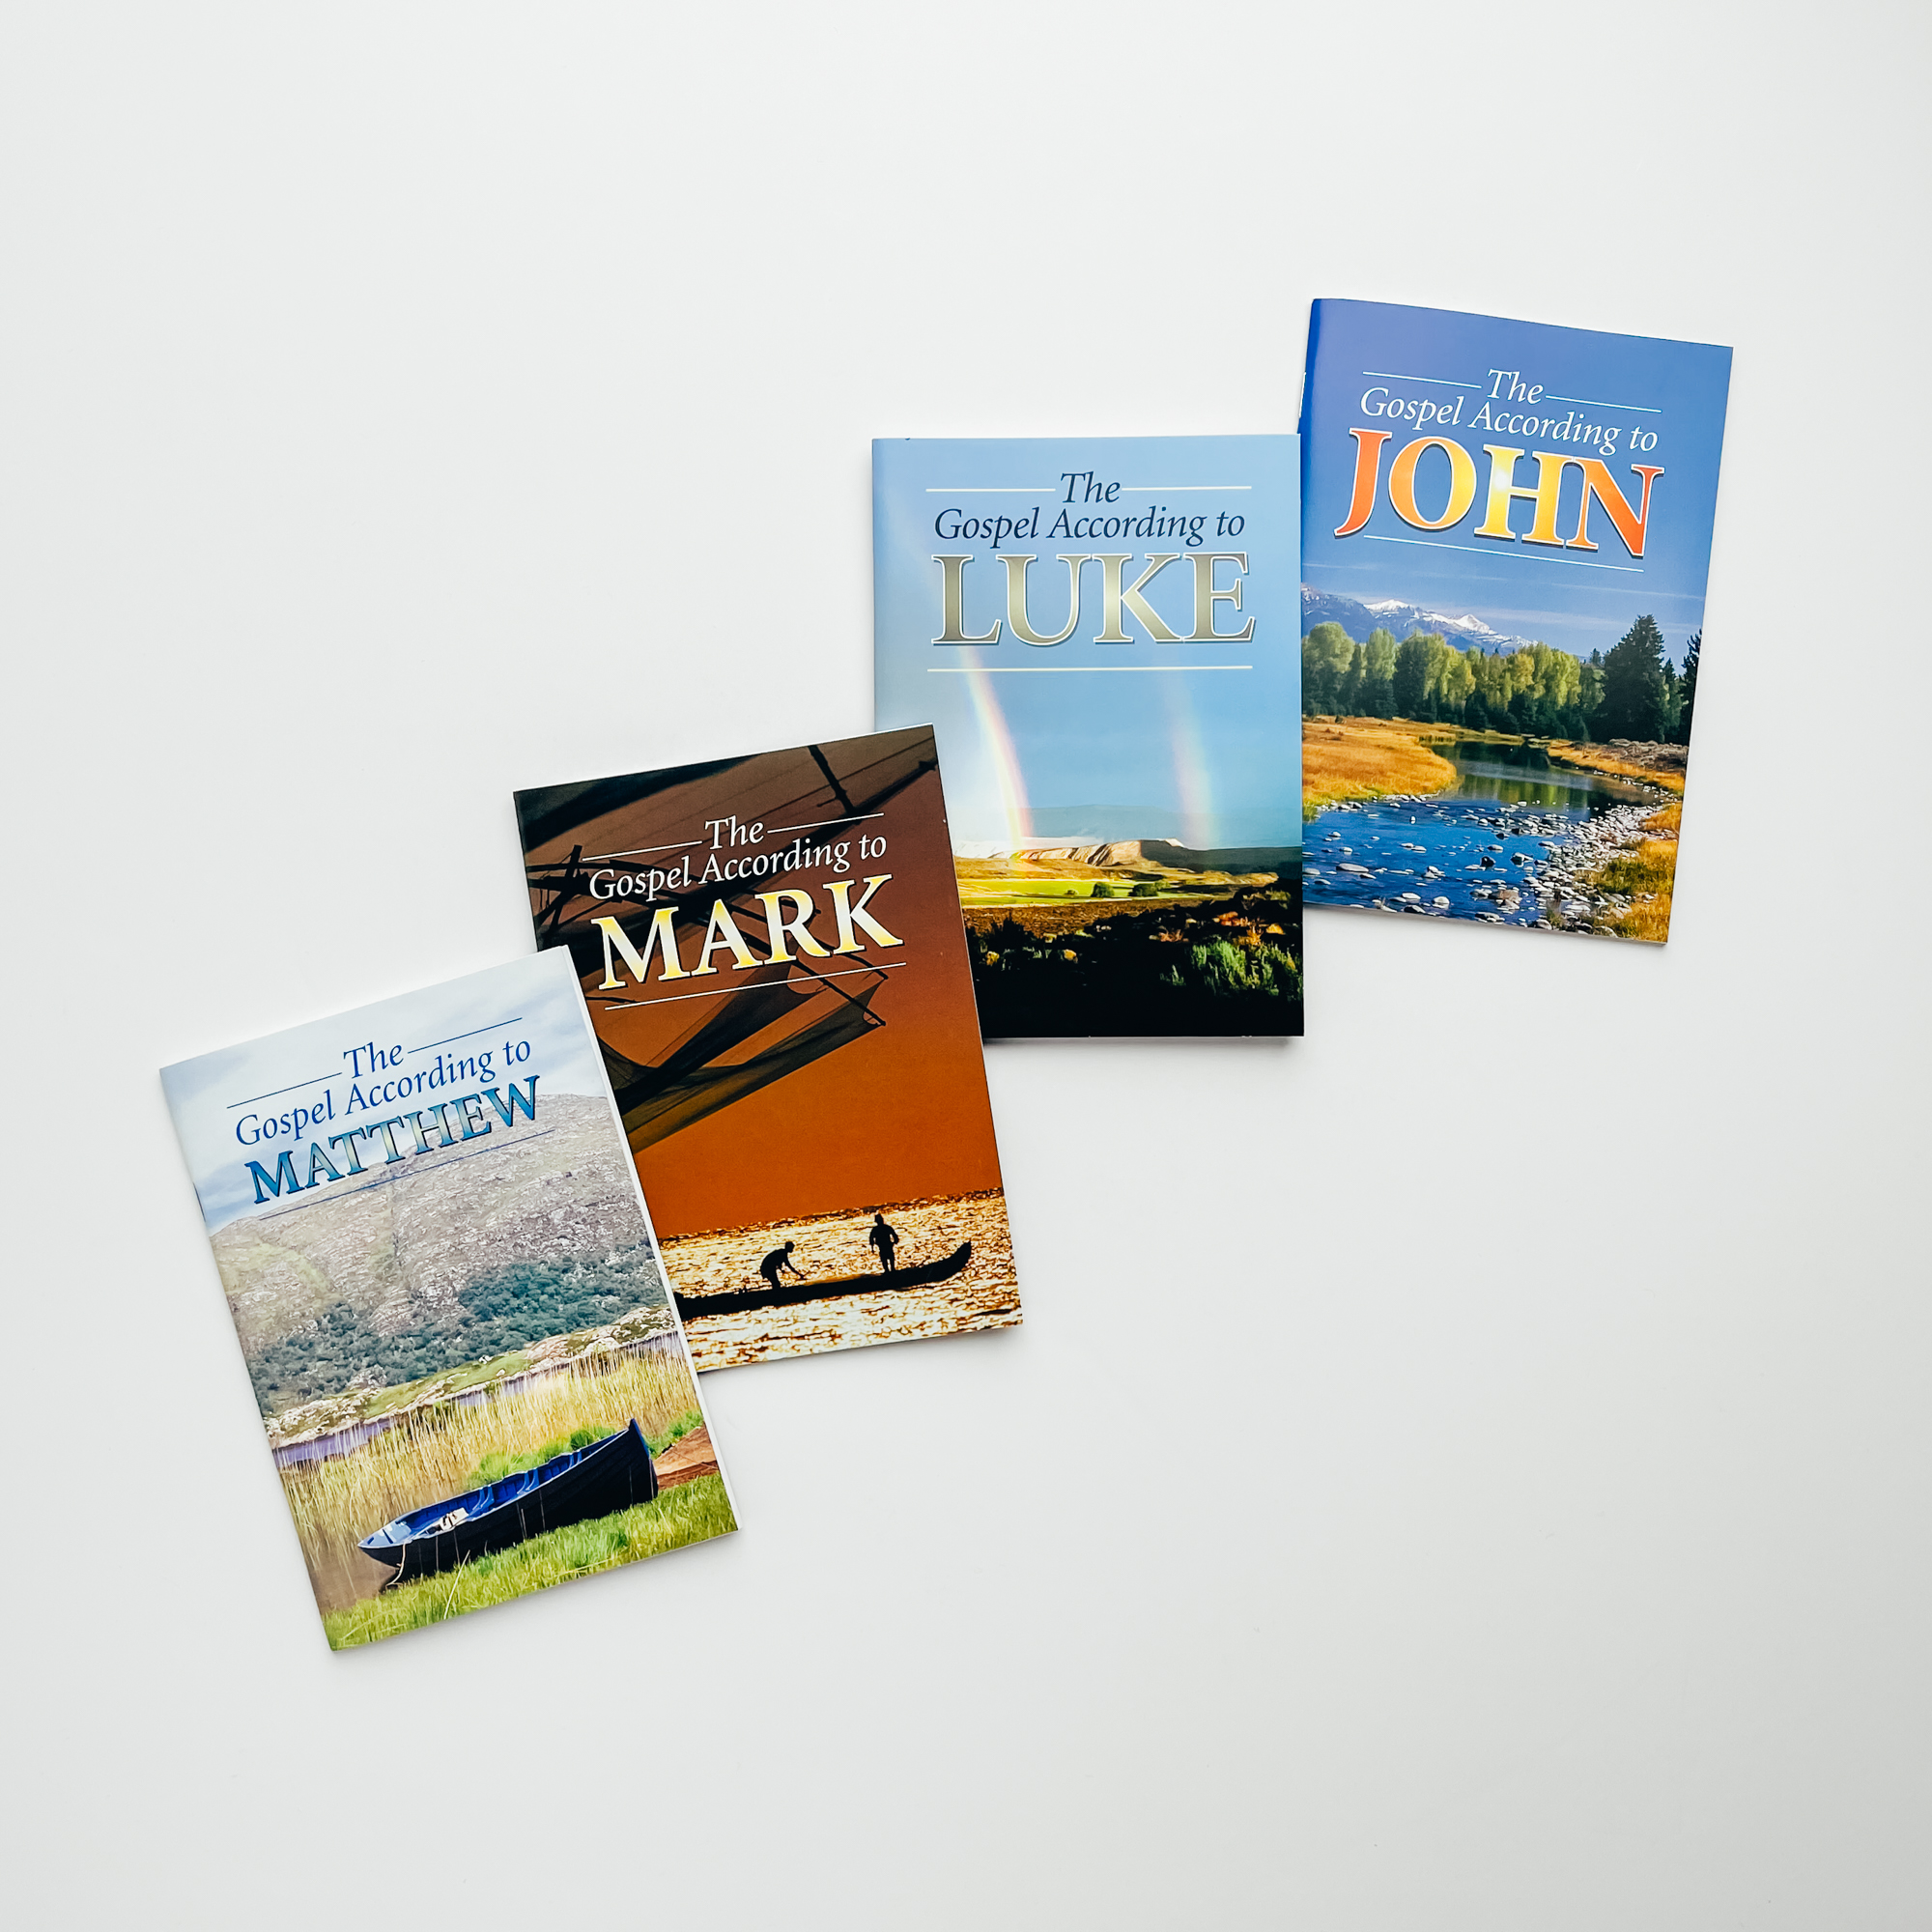 The
Gospel According to
MATTHEW
The
Gospel According to
MARK
The
Gospel According to
LUKE
The
Gospel According to
JOHN